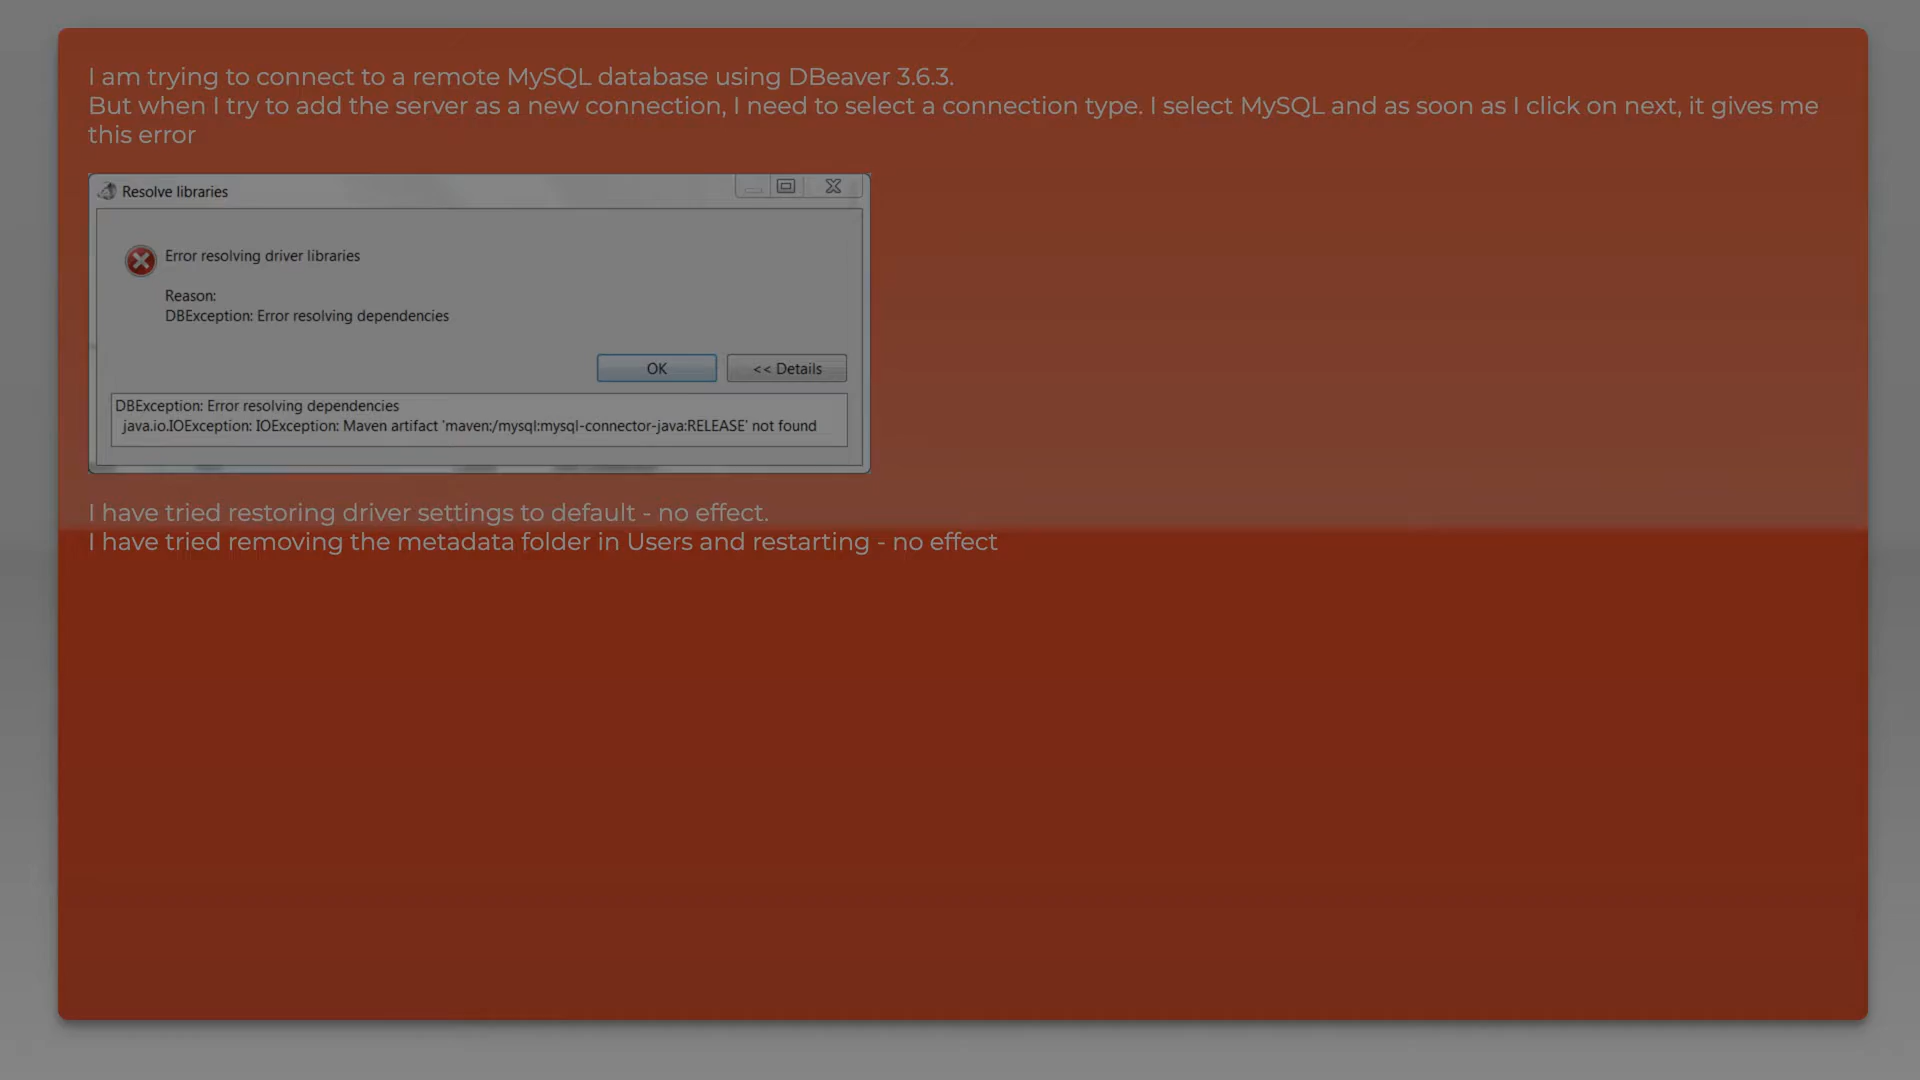 I am trying to connect to a remote MySQL database using DBeaver 3.6.3.
But when I try to add the server as a new connection, I need to select a connection type. I select MySQL and as soon as I click on next, it gives me
this error
Resolve libraries
Error resolving driver libraries
Reason:
DBException: Error resolving dependencies
OK
<< Details
DBException: Error resolving dependencies
java.io.IOException: IOException: Maven artifact 'maven:/mysql:mysql-connector-java:RELEASE' not found
I have tried restoring driver settings to default - no effect.
I have tried removing the metadata folder in Users and restarting - no effect